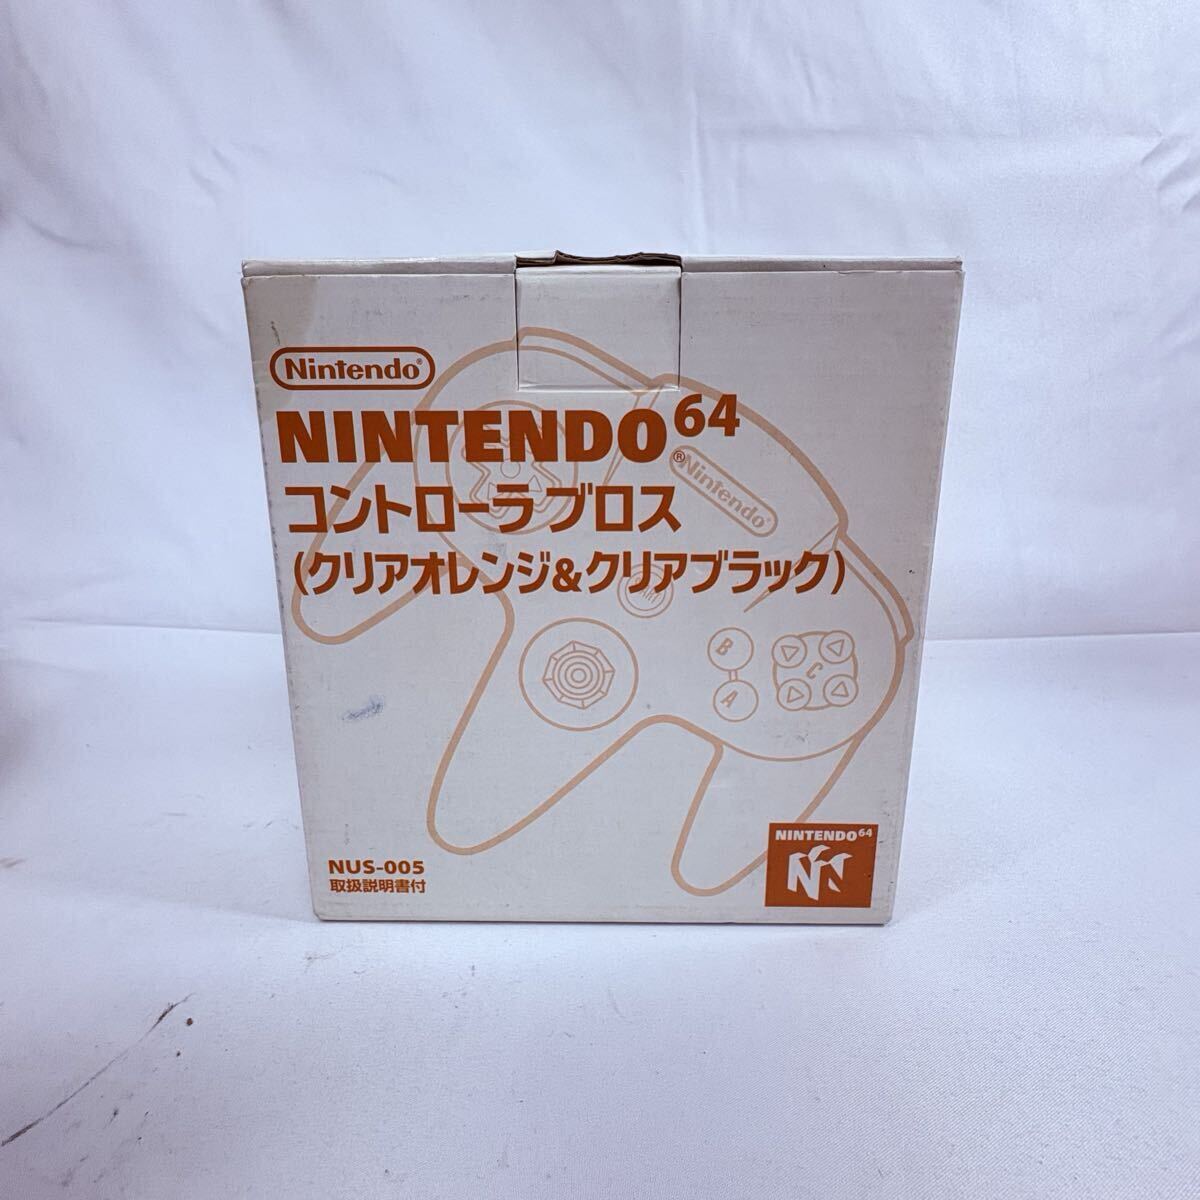 Nintendo®
NINTENDO64
®Nintendo
コントローラ ブロス
(クリアオレンジ&クリアブラック)
START
B
A
C
NUS-005
取扱説明書付
NINTENDO64